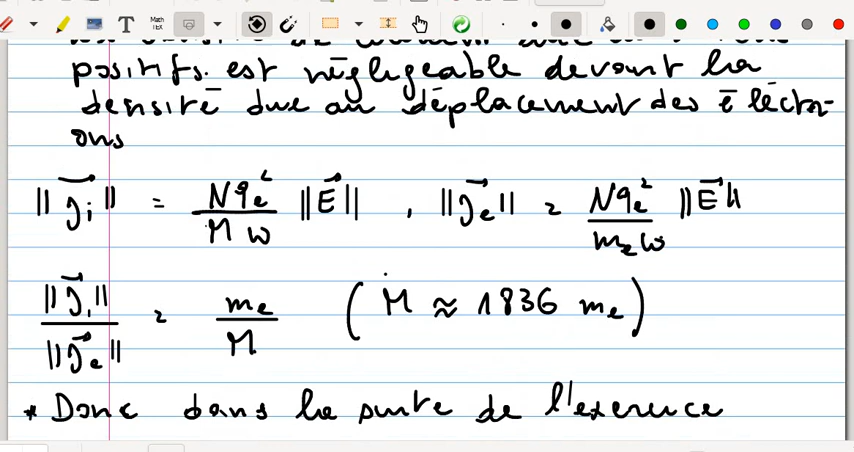 positifs. est négligeable devant la
densité due au déplacement des électr-
ons
||J⃗i|| = Nqe²/(Mω) ||E⃗||, ||J⃗e|| = Nqe²/(meω) ||E⃗||
||J⃗i||/||J⃗e|| = me/M (M ≈ 1836 me)
* Donc dans la suite de l'exercice